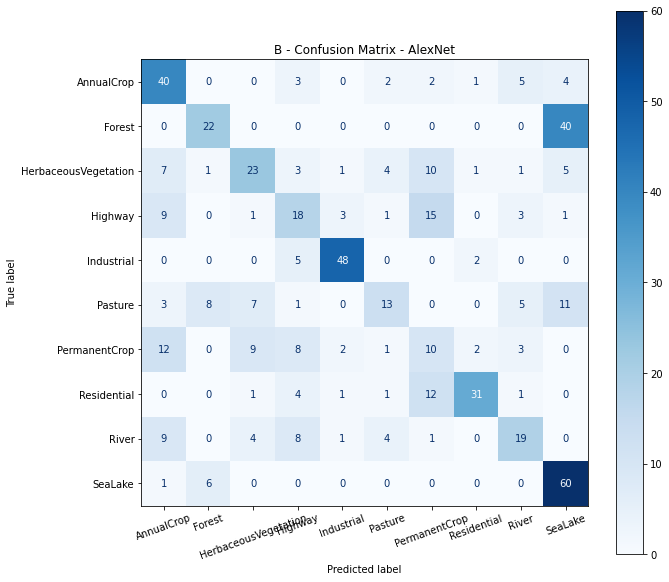 B - Confusion Matrix - AlexNet
AnnualCrop 40 0 0 3 0 2 2 1 5 4
Forest 0 22 0 0 0 0 0 0 0 40
HerbaceousVegetation 7 1 23 3 1 4 10 1 1 5
Highway 9 0 1 18 3 1 15 0 3 1
Industrial 0 0 0 5 48 0 0 2 0 0
Pasture 3 8 7 1 0 13 0 0 5 11
PermanentCrop 12 0 9 8 2 1 10 2 3 0
Residential 0 0 1 4 1 1 12 31 1 0
River 9 0 4 8 1 4 1 0 19 0
SeaLake 1 6 0 0 0 0 0 0 0 60
AnnualCrop Forest HerbaceousVegetation Highway Industrial Pasture PermanentCrop Residential River SeaLake
Predicted label
True label
60
50
40
30
20
10
0